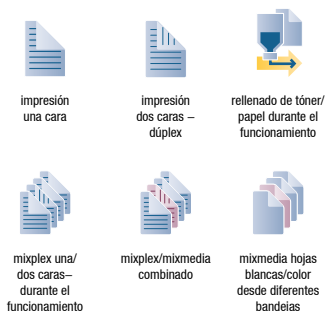 impresión
una cara
impresión
dos caras –
dúplex
rellenado de tóner/
papel durante el
funcionamiento
mixplex una/
dos caras–
durante el
funcionamiento
mixplex/mixmedia
combinado
mixmedia hojas
blancas/color
desde diferentes
bandejas